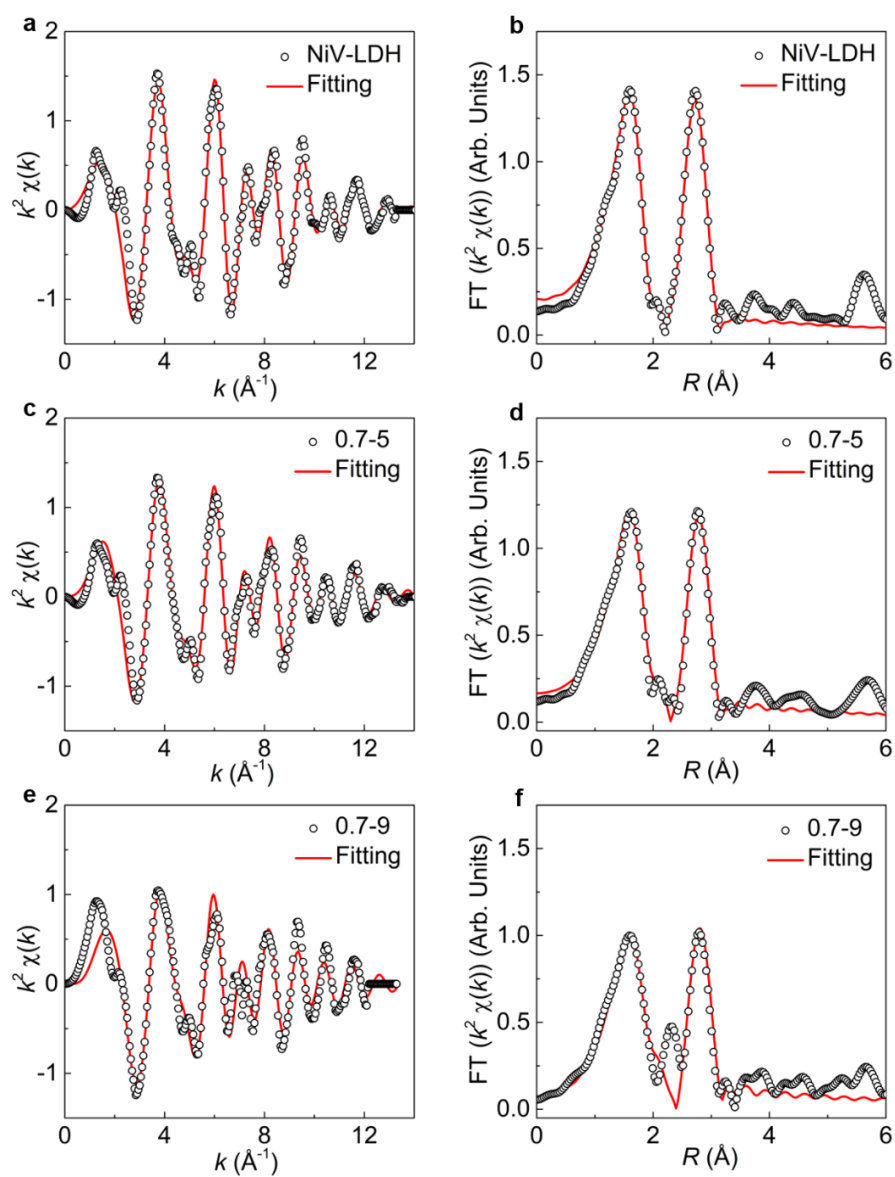 a
2
NiV-LDH
Fitting
1
0
-1
k² χ(k)
0
4
8
12
k (Å⁻¹)
b
NiV-LDH
Fitting
1.5
1.0
0.5
0.0
FT (k² χ(k)) (Arb. Units)
0
2
4
6
R (Å)
c
2
0.7-5
Fitting
1
0
-1
k² χ(k)
0
4
8
12
k (Å⁻¹)
d
0.7-5
Fitting
1.5
1.0
0.5
0.0
FT (k² χ(k)) (Arb. Units)
0
2
4
6
R (Å)
e
2
0.7-9
Fitting
1
0
-1
k² χ(k)
0
4
8
12
k (Å⁻¹)
f
0.7-9
Fitting
1.5
1.0
0.5
0.0
FT (k² χ(k)) (Arb. Units)
0
2
4
6
R (Å)